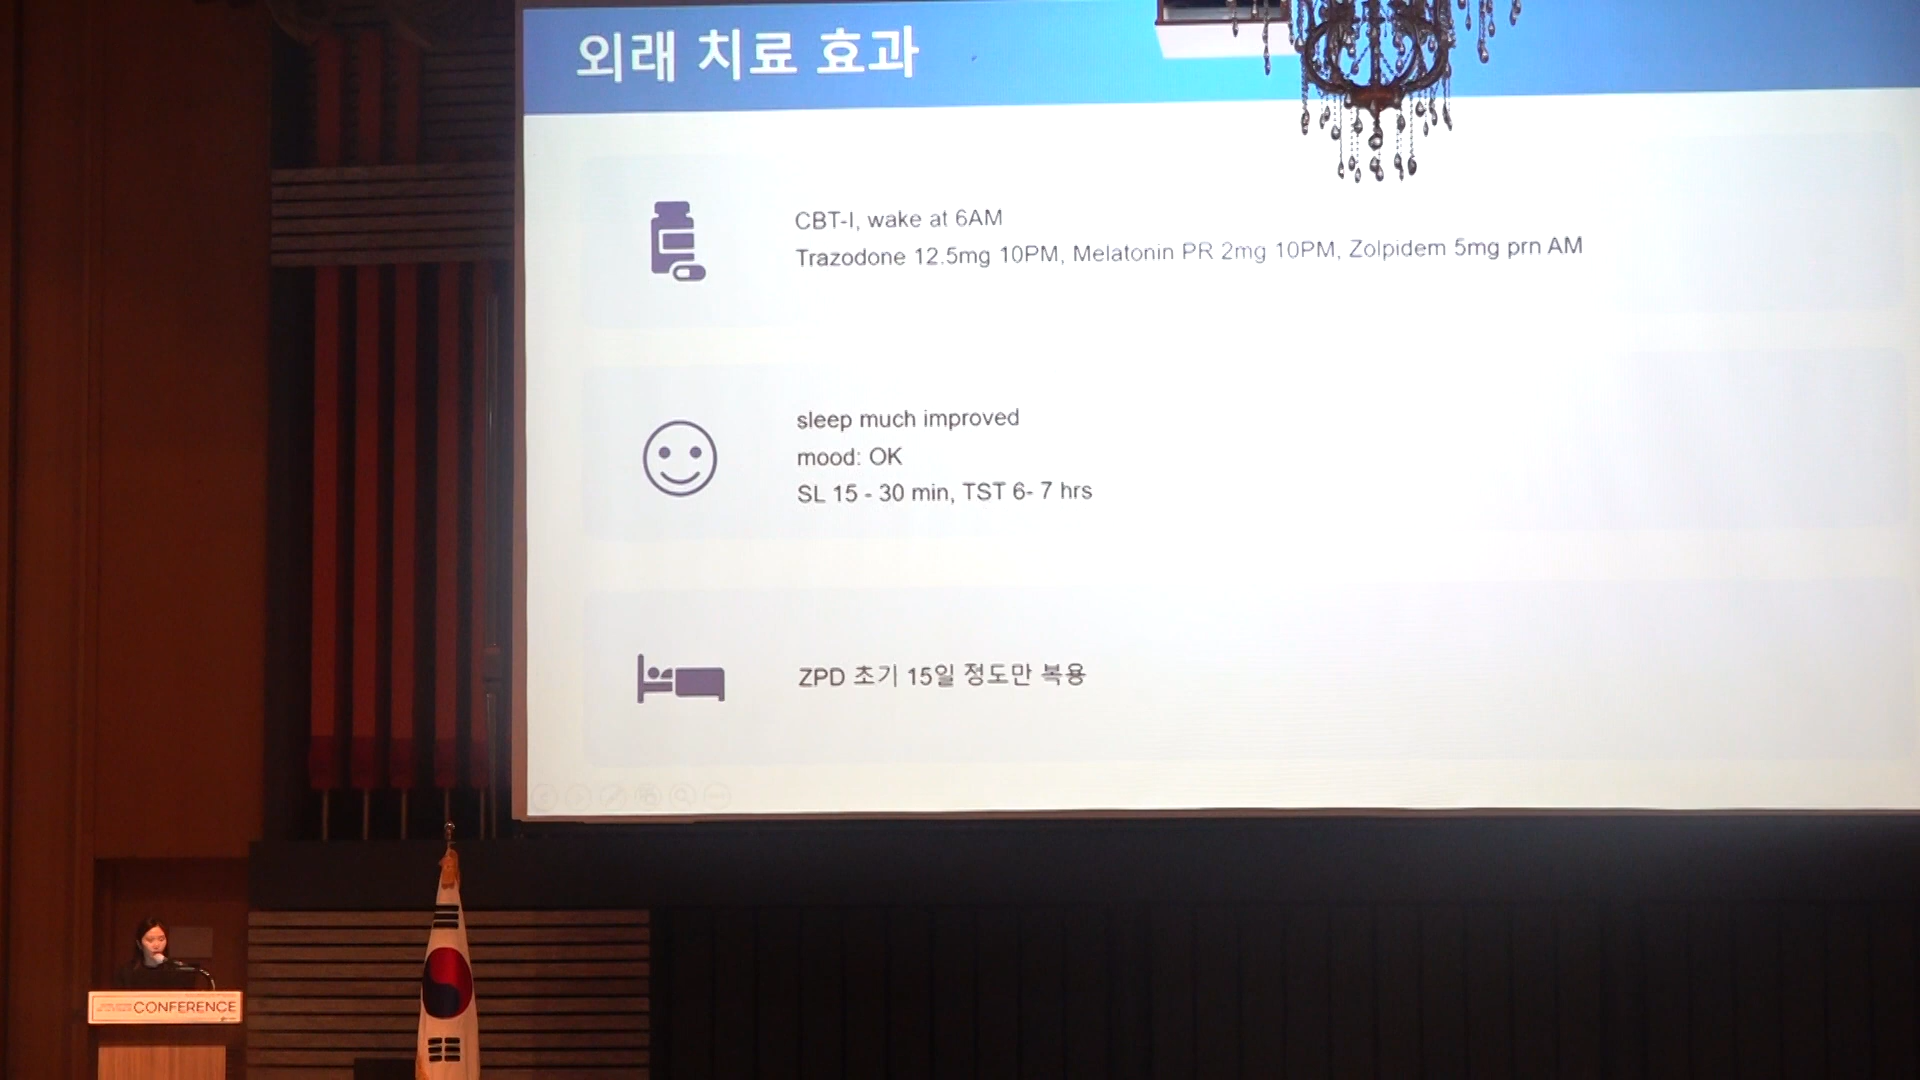 외래 치료 효과
CBT-I, wake at 6AM
Trazodone 12.5mg 10PM, Melatonin PR 2mg 10PM, Zolpidem 5mg prn AM
sleep much improved
mood: OK
SL 15 - 30 min, TST 6- 7 hrs
ZPD 초기 15일 정도만 복용
CONFERENCE